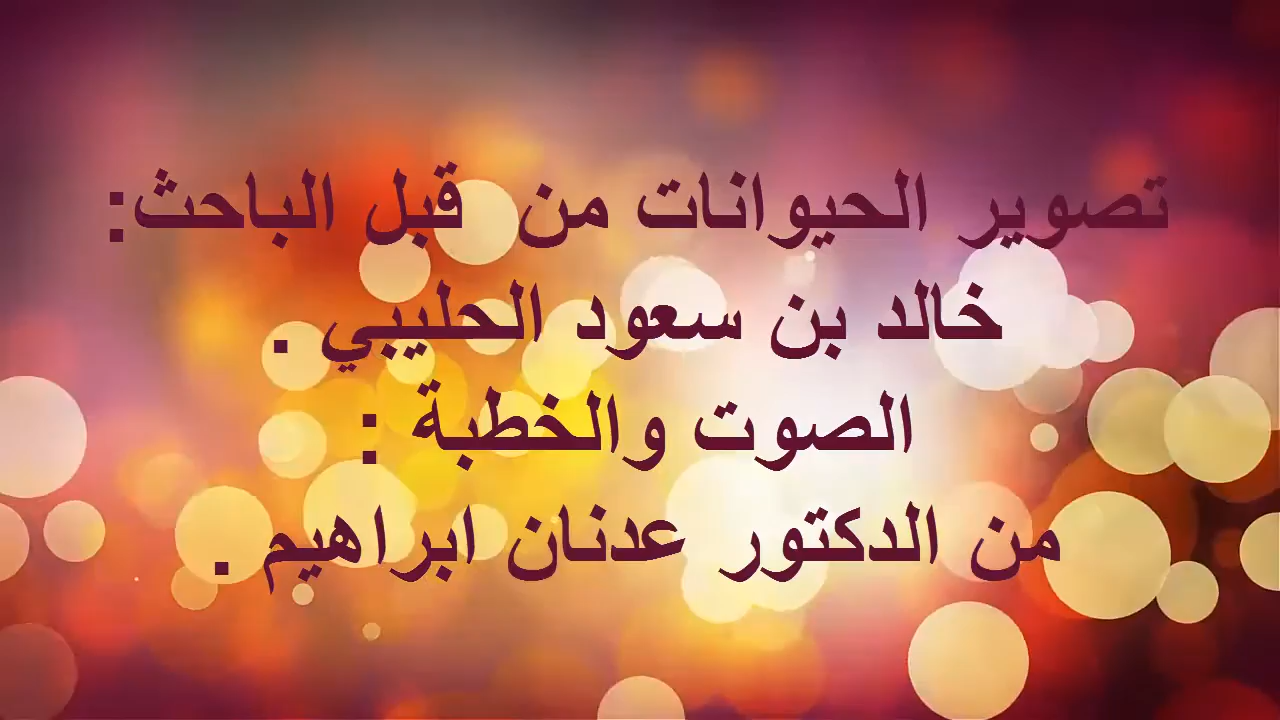 تصوير الحيوانات من قبل الباحث:
خالد بن سعود الحليبي .
الصوت والخطبة :
من الدكتور عدنان ابراهيم .